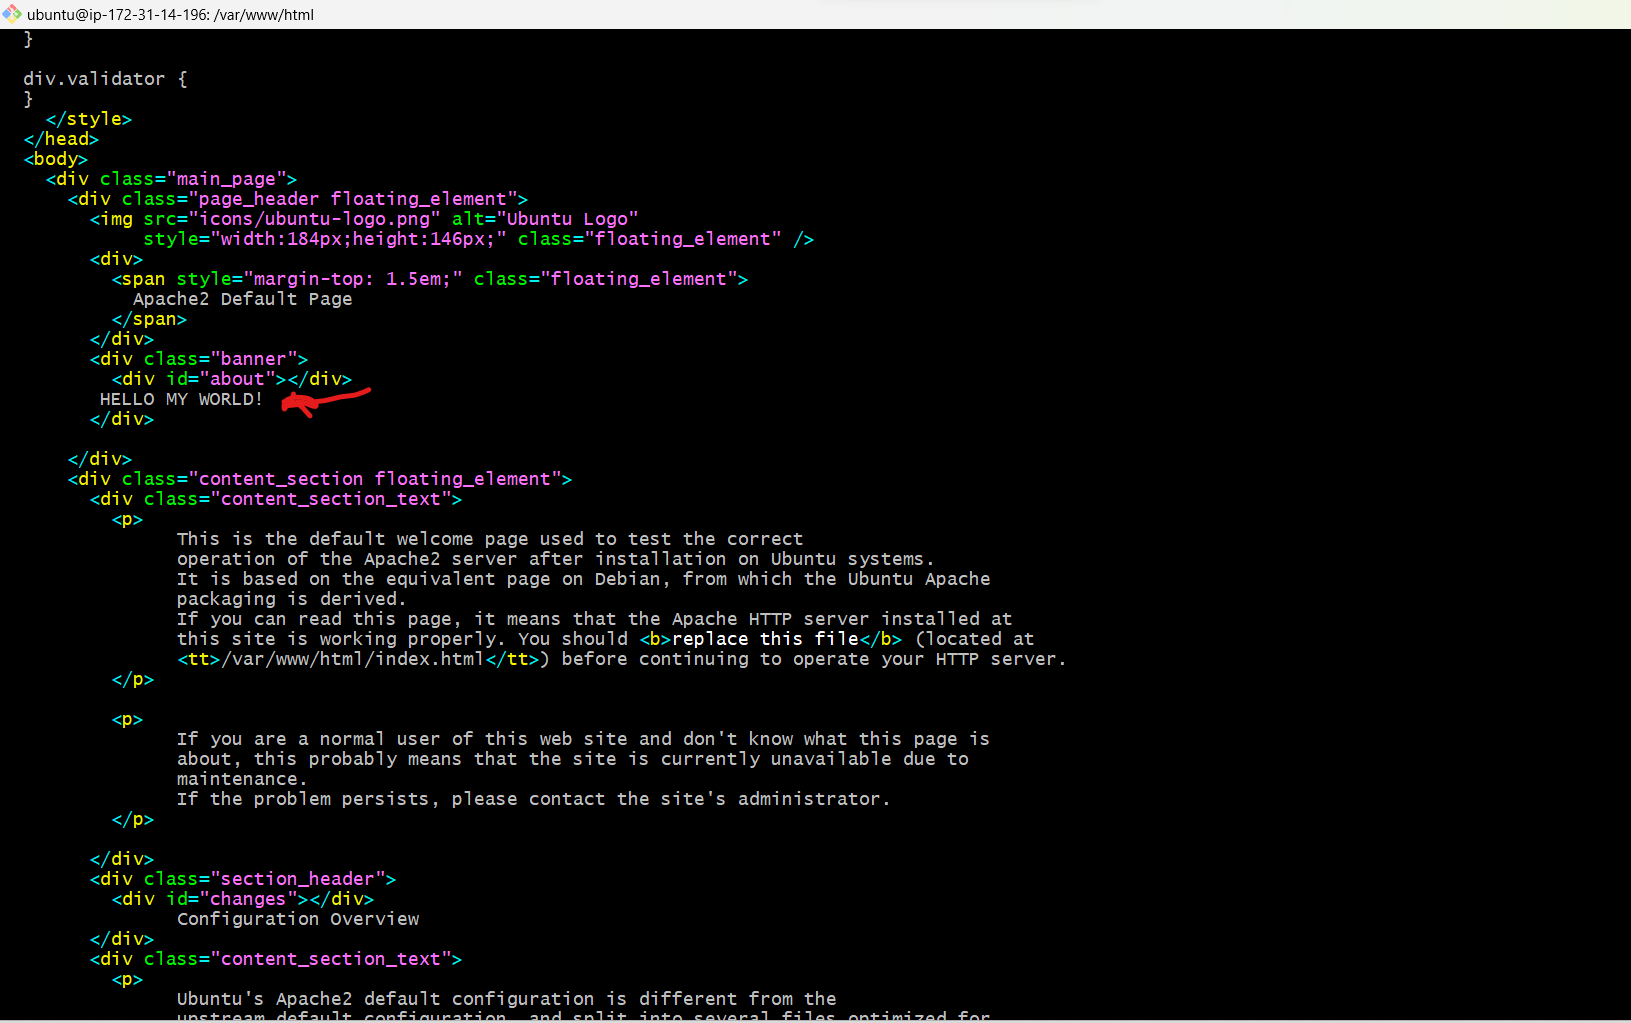 ubuntu@ip-172-31-14-196: /var/www/html
}
div.validator {
}
</style>
</head>
<body>
<div class="main_page">
<div class="page_header floating_element">
<img src="icons/ubuntu-logo.png" alt="Ubuntu Logo"
style="width:184px;height:146px;" class="floating_element" />
<div>
<span style="margin-top: 1.5em;" class="floating_element">
Apache2 Default Page
</span>
</div>
<div class="banner">
<div id="about"></div>
HELLO MY WORLD!
</div>
</div>
<div class="content_section floating_element">
<div class="content_section_text">
<p>
This is the default welcome page used to test the correct
operation of the Apache2 server after installation on Ubuntu systems.
It is based on the equivalent page on Debian, from which the Ubuntu Apache
packaging is derived.
If you can read this page, it means that the Apache HTTP server installed at
this site is working properly. You should <b>replace this file</b> (located at
<tt>/var/www/html/index.html</tt>) before continuing to operate your HTTP server.
</p>
<p>
If you are a normal user of this web site and don't know what this page is
about, this probably means that the site is currently unavailable due to
maintenance.
If the problem persists, please contact the site's administrator.
</p>
</div>
<div class="section_header">
<div id="changes"></div>
Configuration Overview
</div>
<div class="content_section_text">
<p>
Ubuntu's Apache2 default configuration is different from the
upstream default configuration, and split into several files optimized for